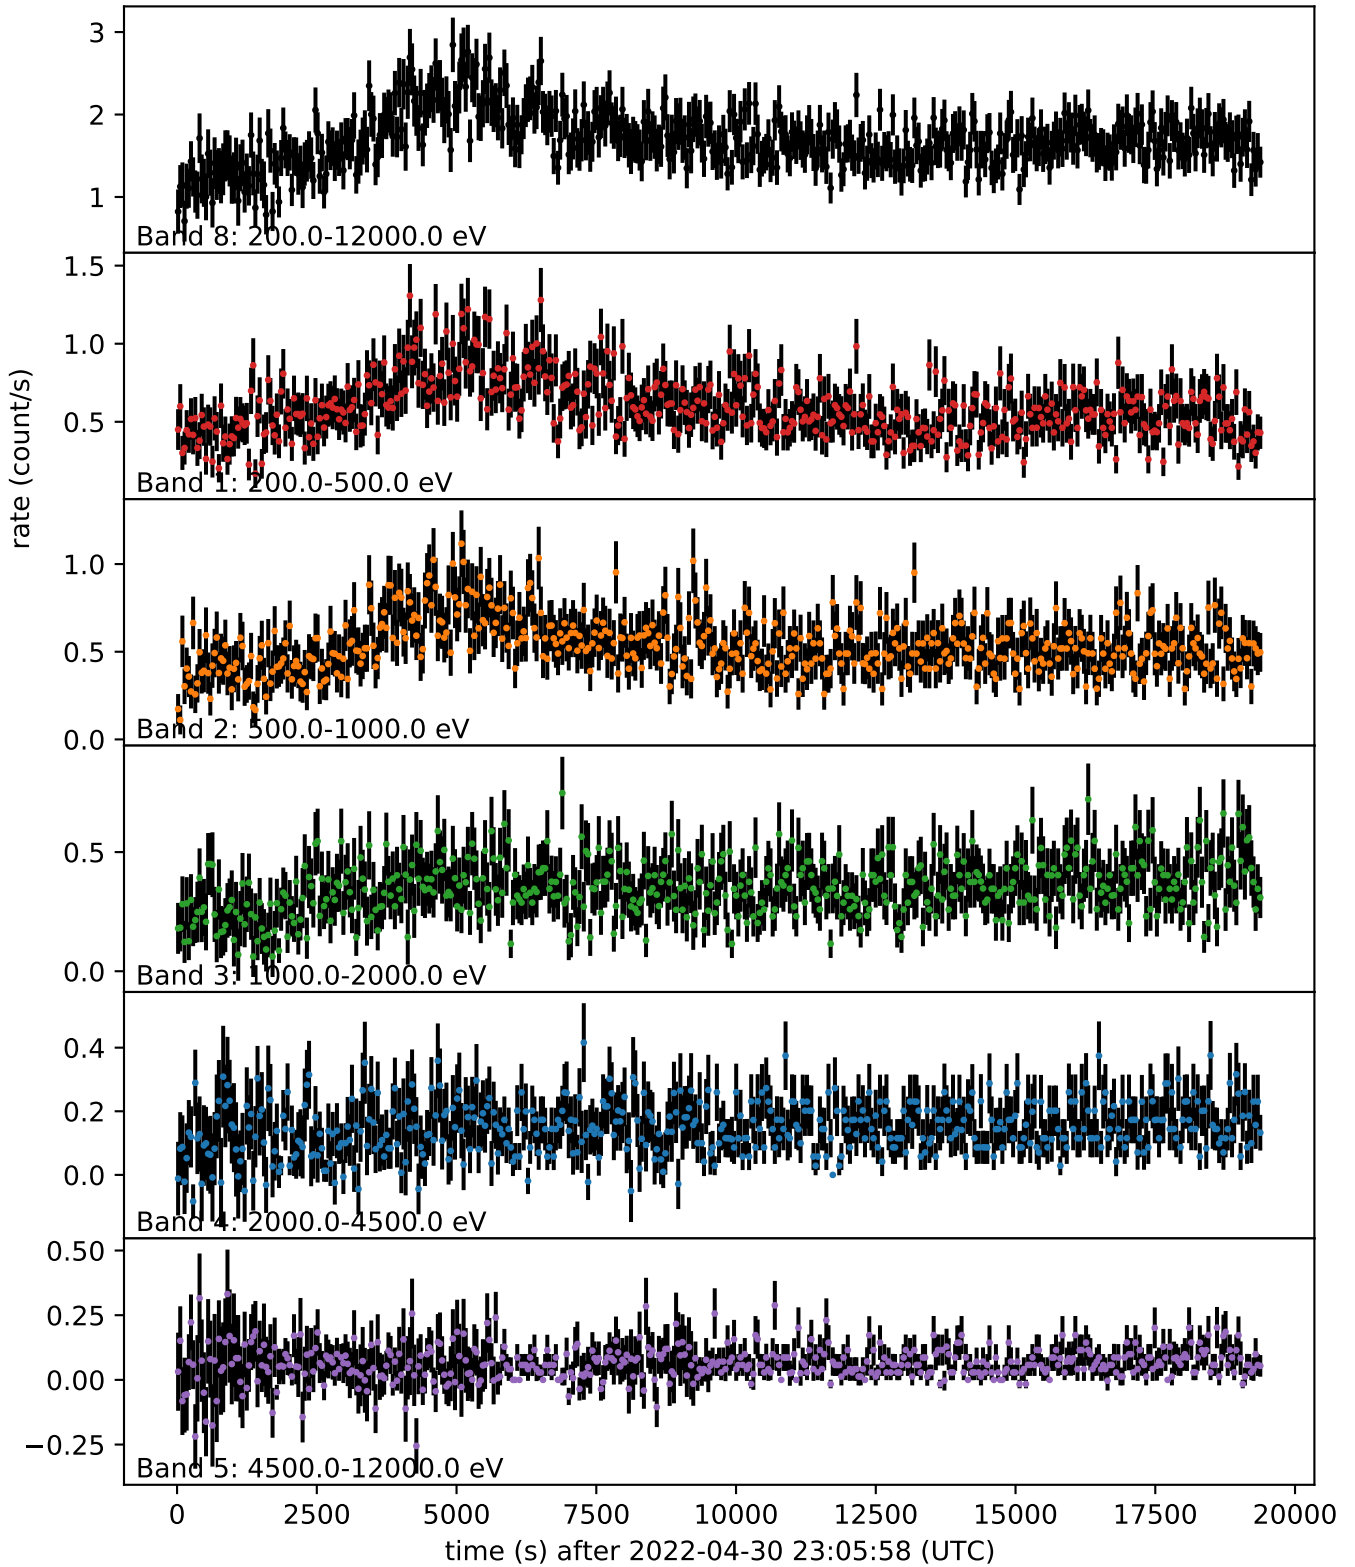 rate (count/s)
3
2
1
Band 8: 200.0-12000.0 eV
1.5
1.0
0.5
Band 1: 200.0-500.0 eV
1.0
0.5
0.0
Band 2: 500.0-1000.0 eV
0.5
0.0
Band 3: 1000.0-2000.0 eV
0.4
0.2
0.0
Band 4: 2000.0-4500.0 eV
0.50
0.25
0.00
−0.25
Band 5: 4500.0-12000.0 eV
0 2500 5000 7500 10000 12500 15000 17500 20000
time (s) after 2022-04-30 23:05:58 (UTC)